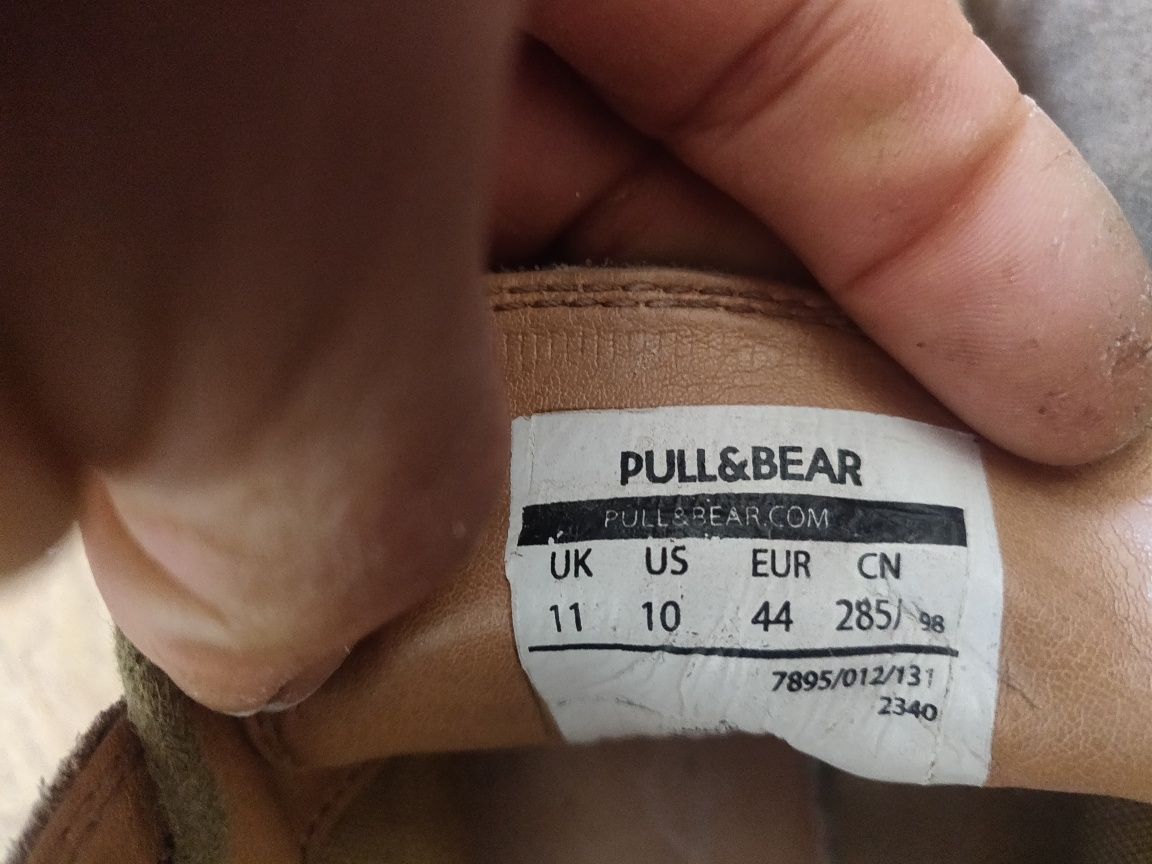 PULL&BEAR
PULL&BEAR.COM
UK US EUR CN
11 10 44 285/ 98
7895/012/131
2340